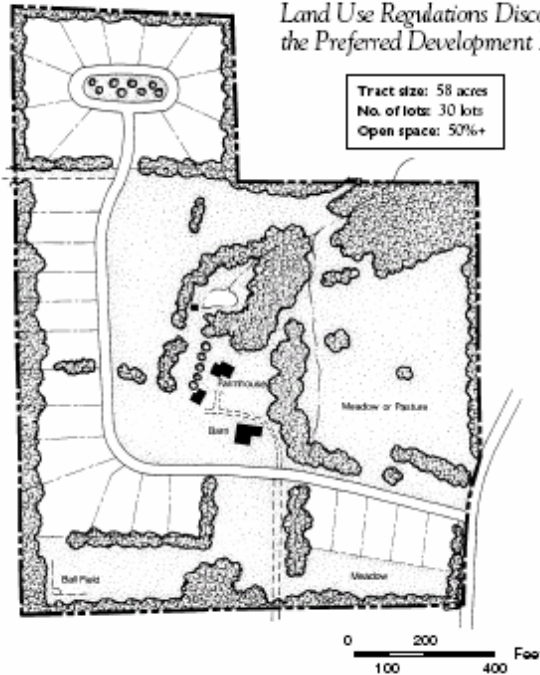 Land Use Regulations Disco
the Preferred Development
Tract size: 58 acres
No. of lots: 30 lots
Open space: 50%+
Farmhouse
Meadow or Pasture
Barn
Ball Field
Meadow
0 200 Fee
100 400